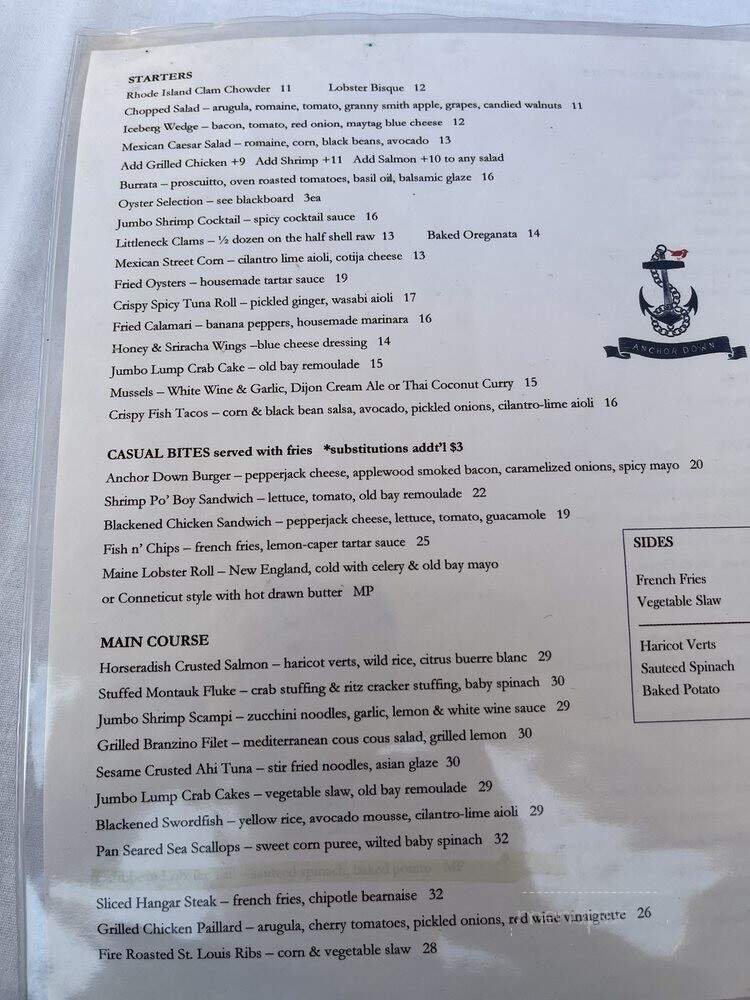 STARTERS
Rhode Island Clam Chowder 11 Lobster Bisque 12
Chopped Salad – arugula, romaine, tomato, granny smith apple, grapes, candied walnuts 11
Iceberg Wedge – bacon, tomato, red onion, maytag blue cheese 12
Mexican Caesar Salad – romaine, corn, black beans, avocado 13
Add Grilled Chicken +9 Add Shrimp +11 Add Salmon +10 to any salad
Burrata – proscuitto, oven roasted tomatoes, basil oil, balsamic glaze 16
Oyster Selection – see blackboard 3ea
Jumbo Shrimp Cocktail – spicy cocktail sauce 16
Littleneck Clams – ½ dozen on the half shell raw 13 Baked Oreganata 14
Mexican Street Corn – cilantro lime aioli, cotija cheese 13
Fried Oysters – housemade tartar sauce 19
Crispy Spicy Tuna Roll – pickled ginger, wasabi aioli 17
Fried Calamari – banana peppers, housemade marinara 16
Honey & Sriracha Wings –blue cheese dressing 14
Jumbo Lump Crab Cake – old bay remoulade 15
Mussels – White Wine & Garlic, Dijon Cream Ale or Thai Coconut Curry 15
Crispy Fish Tacos – corn & black bean salsa, avocado, pickled onions, cilantro-lime aioli 16
ANCHOR DOWN
CASUAL BITES served with fries *substitutions addt'l $3
Anchor Down Burger – pepperjack cheese, applewood smoked bacon, caramelized onions, spicy mayo 20
Shrimp Po' Boy Sandwich – lettuce, tomato, old bay remoulade 22
Blackened Chicken Sandwich – pepperjack cheese, lettuce, tomato, guacamole 19
Fish n' Chips – french fries, lemon-caper tartar sauce 25
Maine Lobster Roll – New England, cold with celery & old bay mayo
or Conneticut style with hot drawn butter MP
SIDES
French Fries
Vegetable Slaw
Haricot Verts
Sauteed Spinach
Baked Potato
MAIN COURSE
Horseradish Crusted Salmon – haricot verts, wild rice, citrus buerre blanc 29
Stuffed Montauk Fluke – crab stuffing & ritz cracker stuffing, baby spinach 30
Jumbo Shrimp Scampi – zucchini noodles, garlic, lemon & white wine sauce 29
Grilled Branzino Filet – mediterranean cous cous salad, grilled lemon 30
Sesame Crusted Ahi Tuna – stir fried noodles, asian glaze 30
Jumbo Lump Crab Cakes – vegetable slaw, old bay remoulade 29
Blackened Swordfish – yellow rice, avocado mousse, cilantro-lime aioli 29
Pan Seared Sea Scallops – sweet corn puree, wilted baby spinach 32
sauteed spinach, baked potato MP
Sliced Hangar Steak – french fries, chipotle bearnaise 32
Grilled Chicken Paillard – arugula, cherry tomatoes, pickled onions, red wine vinaigrette 26
Fire Roasted St. Louis Ribs – corn & vegetable slaw 28